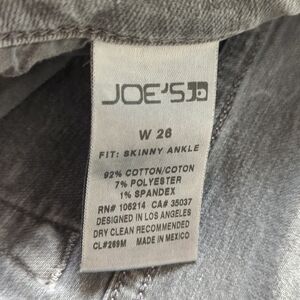 JOE'S JD
W 26
FIT: SKINNY ANKLE
92% COTTON/COTON
7% POLYESTER
1% SPANDEX
RN# 106214 CA# 35037
DESIGNED IN LOS ANGELES
DRY CLEAN RECOMMENDED
CL#269M MADE IN MEXICO